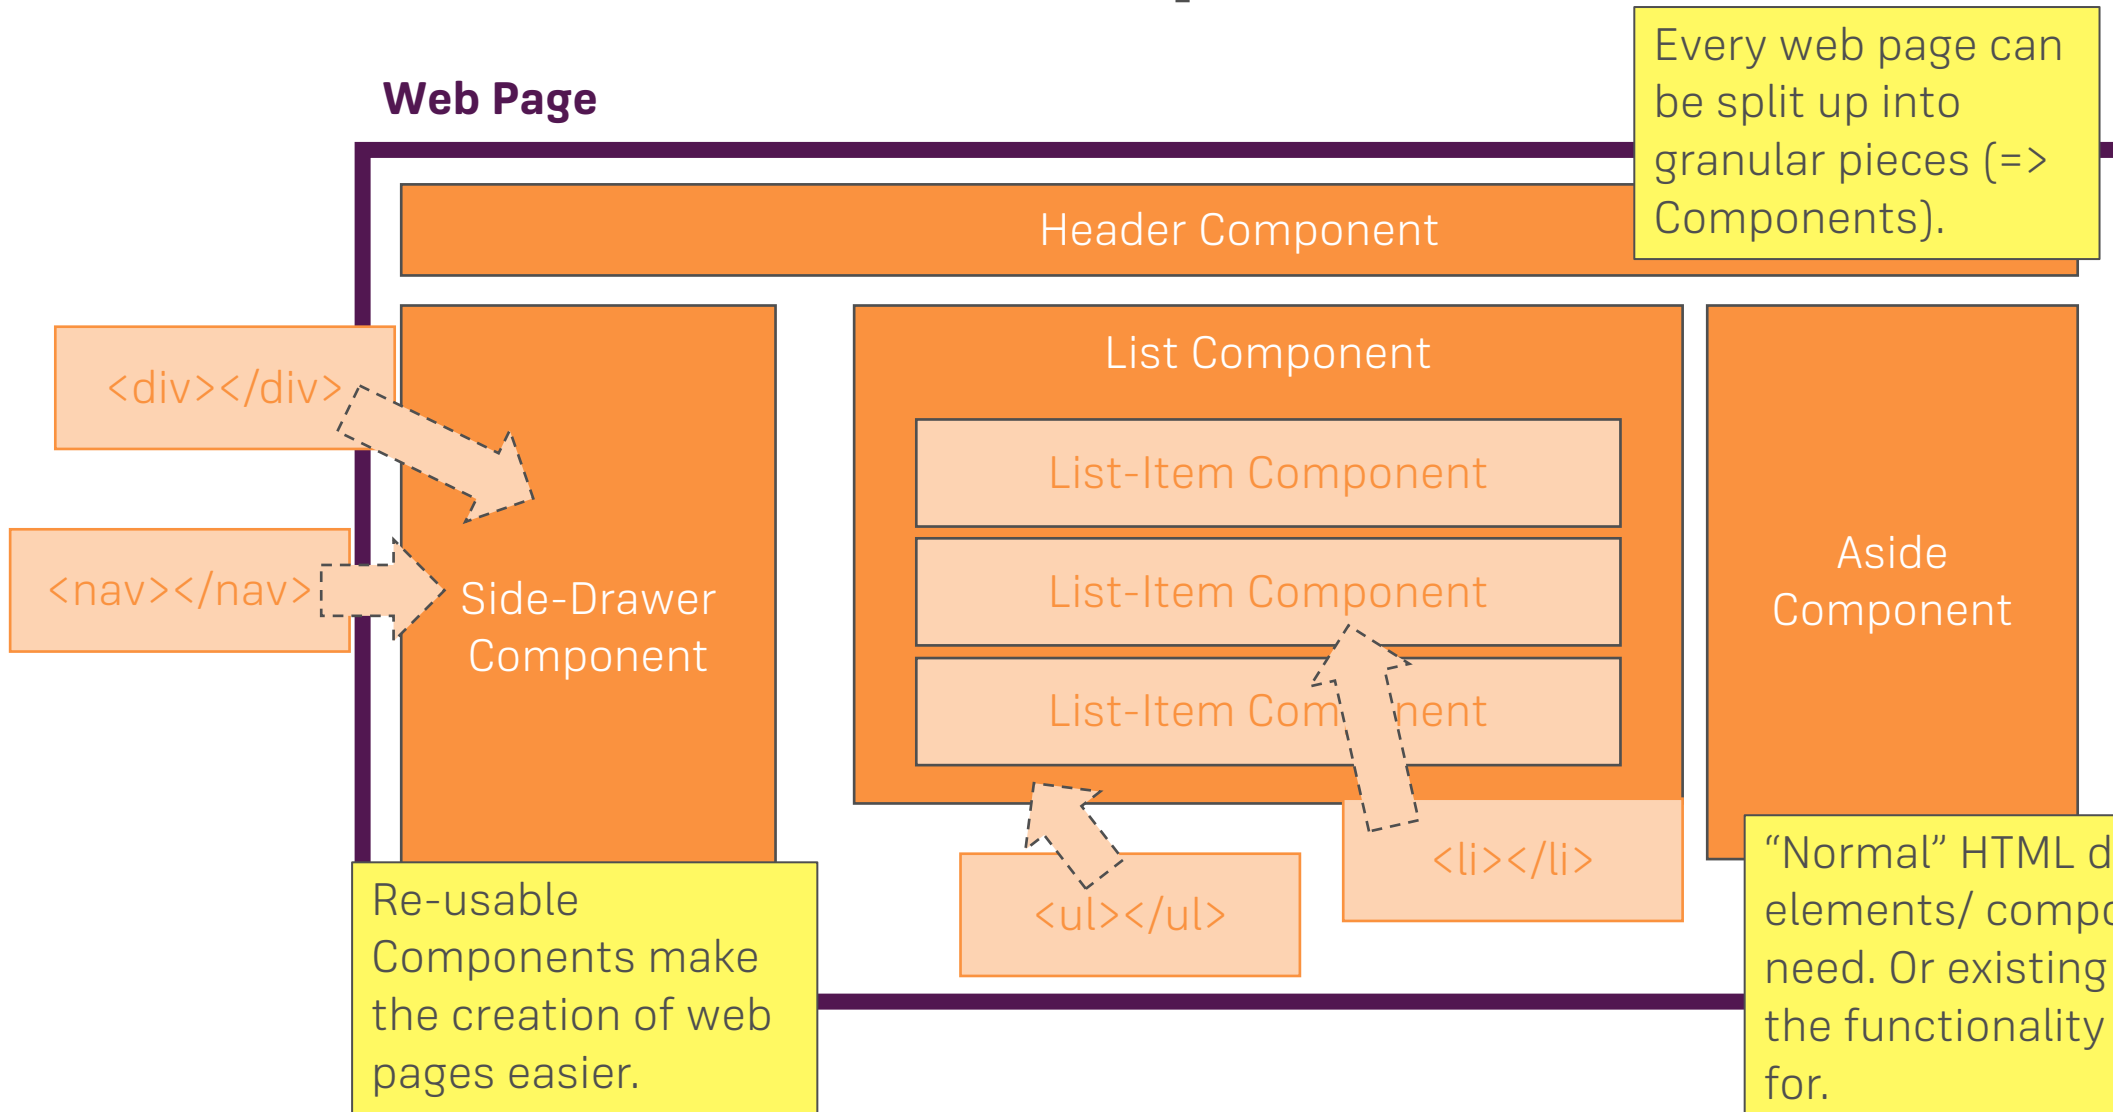 Every web page can
be split up into
granular pieces (=>
Components).
Web Page
Header Component
<div></div>
<nav></nav>
Side-Drawer
Component
List Component
List-Item Component
List-Item Component
List-Item
<ul></ul>
<li></li>
Aside
Component
Re-usable
Components make
the creation of web
pages easier.
“Normal” HTML
elements/
need. Or existing
the functionality
for.